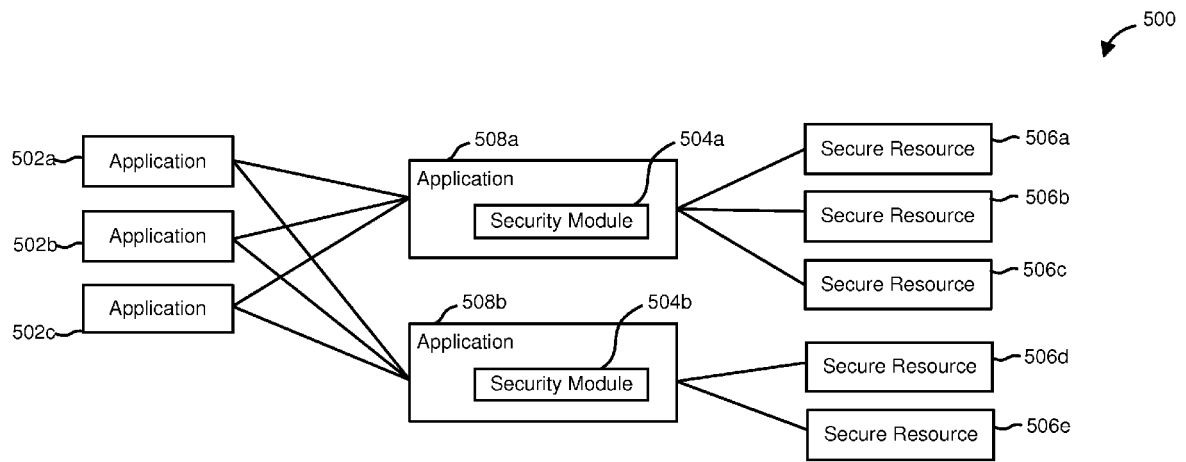 500
502a
Application
502b
Application
502c
Application
508a
504a
Application
Security Module
508b
504b
Application
Security Module
Secure Resource
506a
Secure Resource
506b
Secure Resource
506c
Secure Resource
506d
Secure Resource
506e